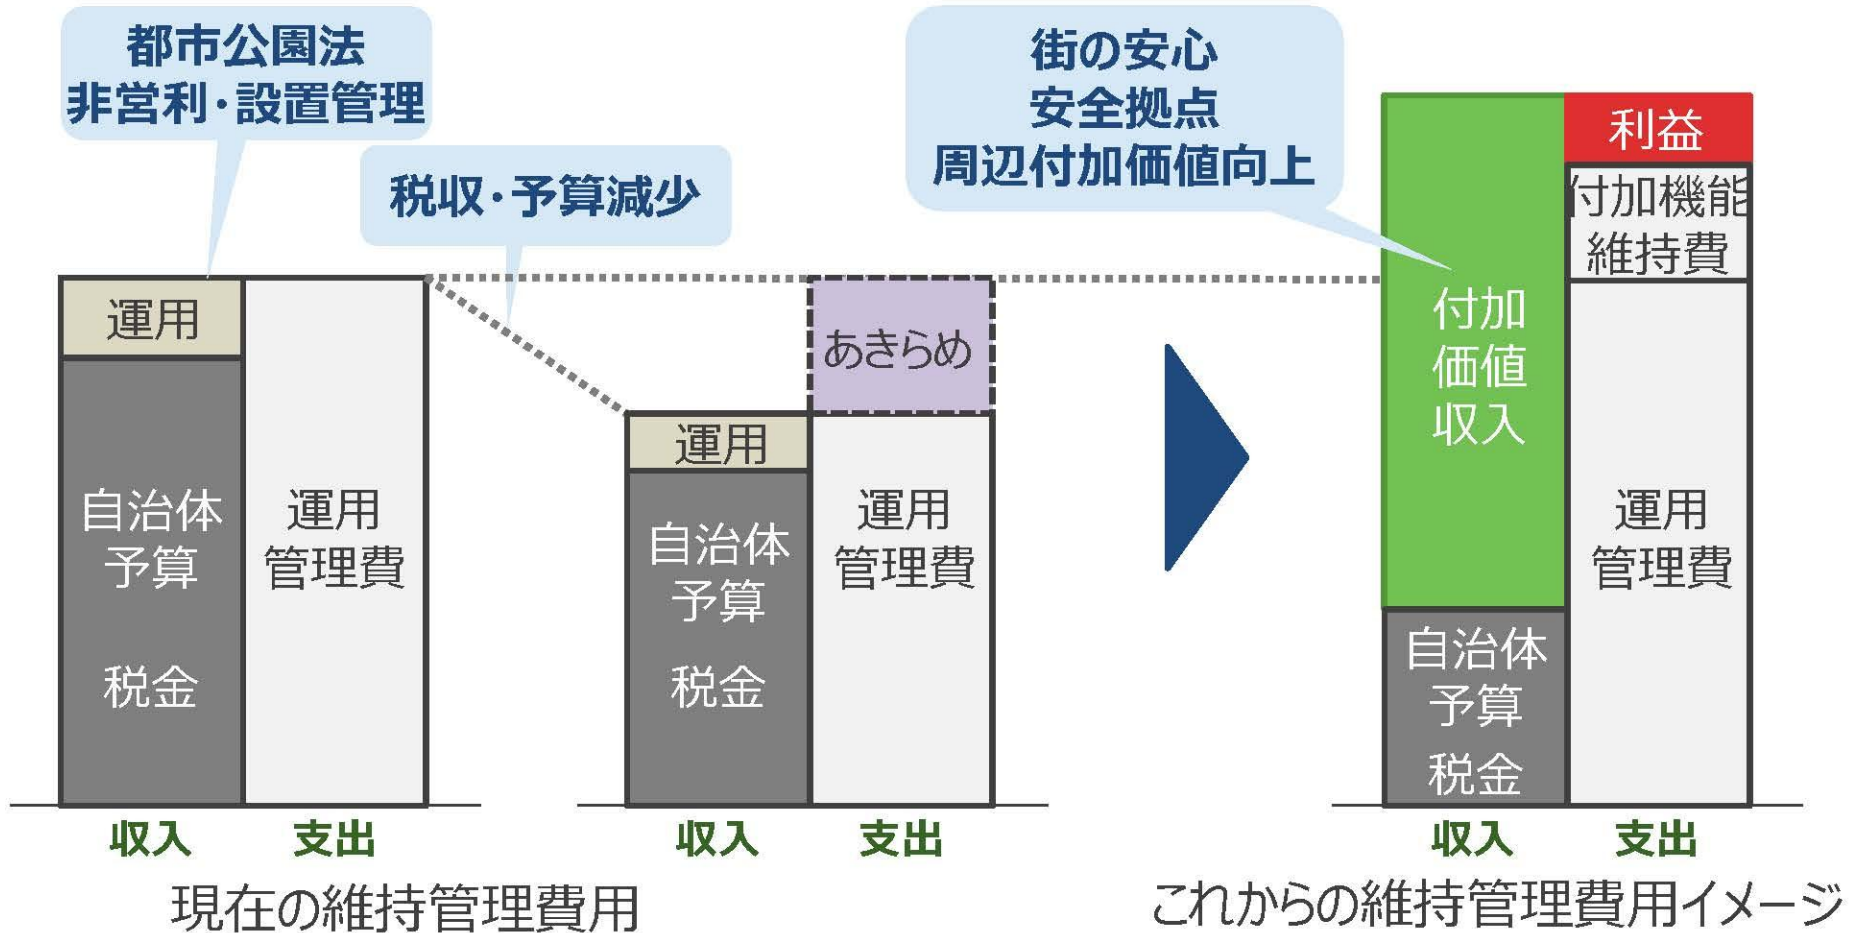 都市公園法
非営利・設置管理
税収・予算減少
街の安心
安全拠点
周辺付加価値向上
運用
自治体
予算
税金
運用
管理費
収入
支出
あきらめ
運用
自治体
予算
税金
運用
管理費
収入
支出
現在の維持管理費用
付加
価値
収入
自治体
予算
税金
利益
付加機能
維持費
運用
管理費
収入
支出
これからの維持管理費用イメージ